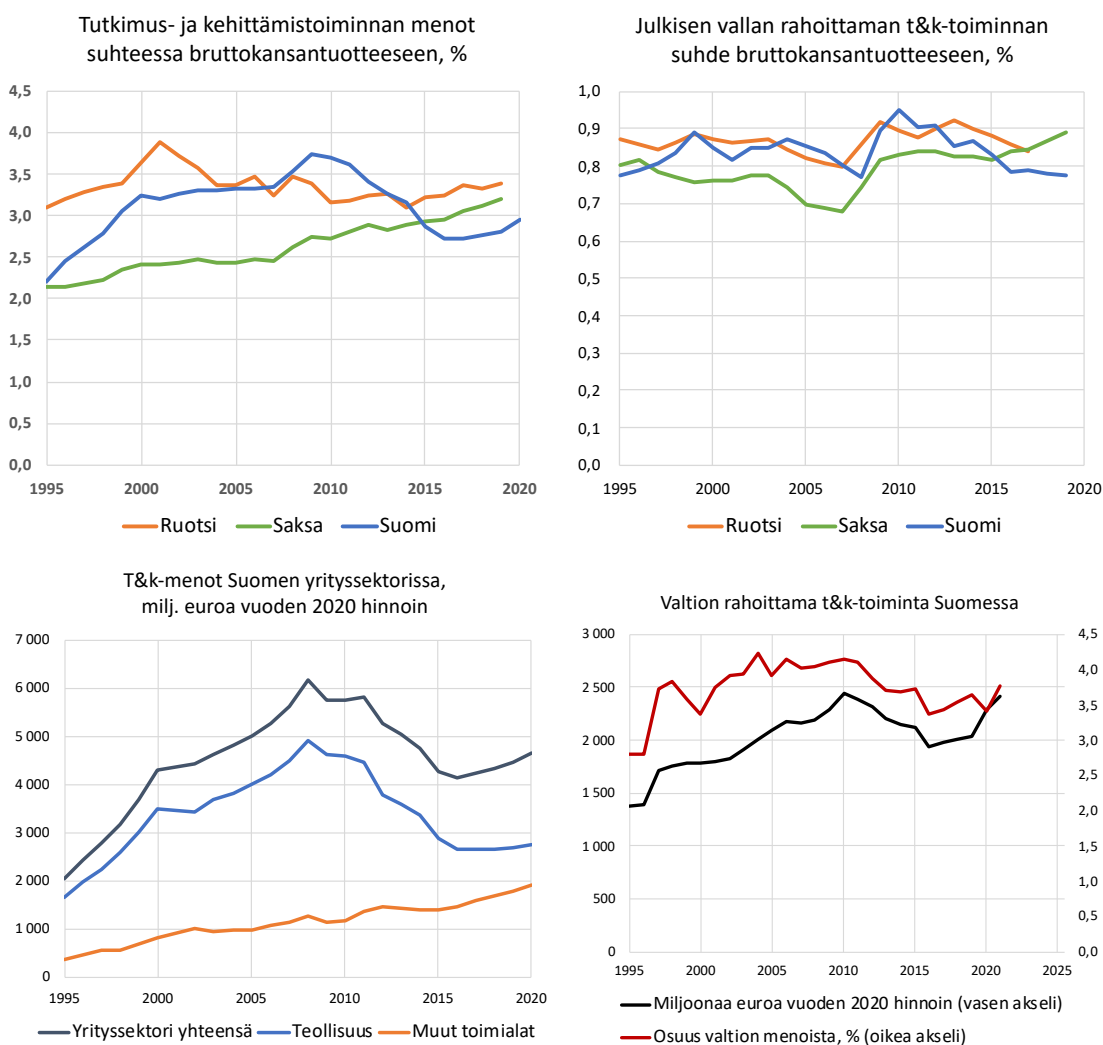 Tutkimus- ja kehittämistoiminnan menot
suhteessa bruttokansantuotteeseen, %
4,5
4,0
3,5
3,0
2,5
2,0
1,5
1,0
0,5
0,0
1995 2000 2005 2010 2015 2020
Ruotsi Saksa Suomi
Julkisen vallan rahoittaman t&k-toiminnan
suhde bruttokansantuotteeseen, %
1,0
0,9
0,8
0,7
0,6
0,5
0,4
0,3
0,2
0,1
0,0
1995 2000 2005 2010 2015 2020
Ruotsi Saksa Suomi
T&k-menot Suomen yrityssektorissa,
milj. euroa vuoden 2020 hinnoin
7 000
6 000
5 000
4 000
3 000
2 000
1 000
0
1995 2000 2005 2010 2015 2020
Yrityssektori yhteensä Teollisuus Muut toimialat
Valtion rahoittama t&k-toiminta Suomessa
3 000 4,5
4,0
2 500 3,5
2 000 3,0
2,5
1 500 2,0
1 000 1,5
1,0
500 0,5
0 0,0
1995 2000 2005 2010 2015 2020 2025
Miljoonaa euroa vuoden 2020 hinnoin (vasen akseli)
Osuus valtion menoista, % (oikea akseli)